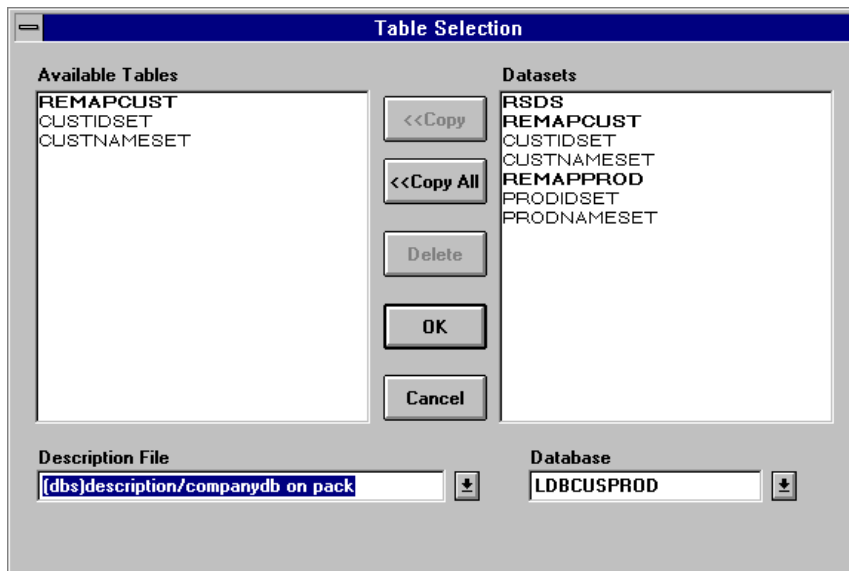 Table Selection
Available Tables
REMAPCUST
CUSTIDSET
CUSTNAMESET
<<Copy
<<Copy All
Delete
OK
Cancel
Datasets
RSDS
REMAPCUST
CUSTIDSET
CUSTNAMESET
REMAPPROD
PRODIDSET
PRODNAMESET
Description File
(dbs)description/companydb on pack
Database
LDBCUSPROD